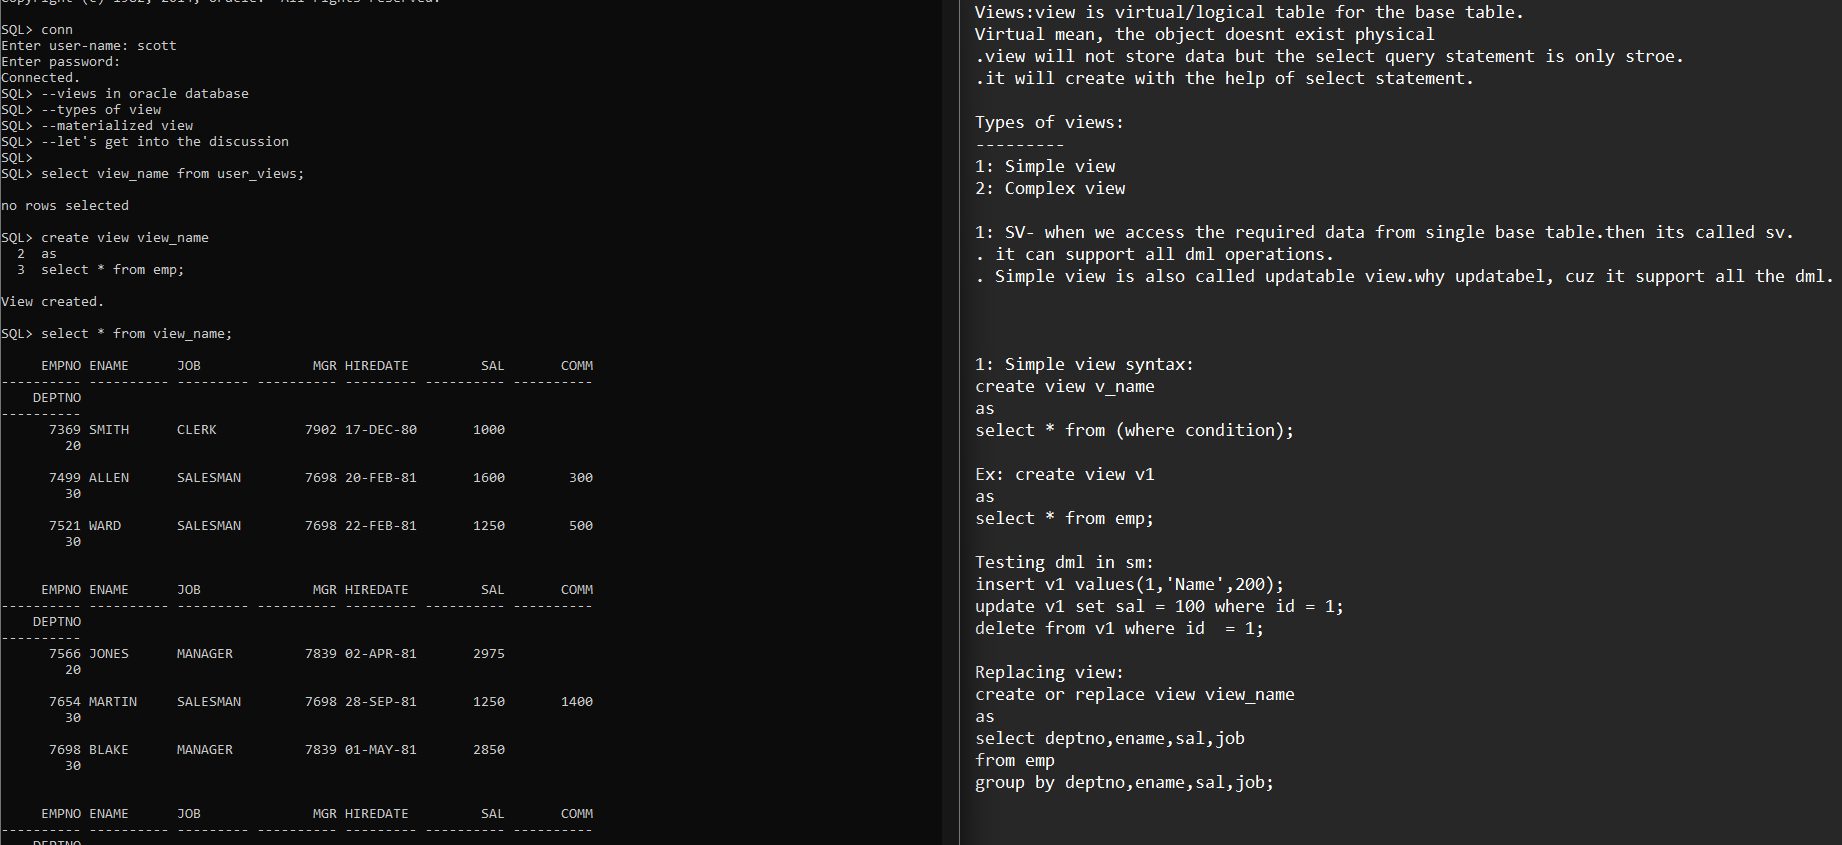 SQL> conn
Enter user-name: scott
Enter password:
Connected.
SQL> --views in oracle database
SQL> --types of view
SQL> --materialized view
SQL> --let's get into the discussion
SQL>
SQL> select view_name from user_views;
no rows selected
SQL> create view view_name
  2  as
  3  select * from emp;
View created.
SQL> select * from view_name;
     EMPNO ENAME      JOB              MGR HIREDATE         SAL       COMM
---------- ---------- --------- ---------- --------- ---------- ----------
    DEPTNO
----------
      7369 SMITH      CLERK           7902 17-DEC-80       1000
        20
      7499 ALLEN      SALESMAN        7698 20-FEB-81       1600        300
        30
      7521 WARD       SALESMAN        7698 22-FEB-81       1250        500
        30
     EMPNO ENAME      JOB              MGR HIREDATE         SAL       COMM
---------- ---------- --------- ---------- --------- ---------- ----------
    DEPTNO
----------
      7566 JONES      MANAGER         7839 02-APR-81       2975
        20
      7654 MARTIN     SALESMAN        7698 28-SEP-81       1250       1400
        30
      7698 BLAKE      MANAGER         7839 01-MAY-81       2850
        30
     EMPNO ENAME      JOB              MGR HIREDATE         SAL       COMM
---------- ---------- --------- ---------- --------- ---------- ----------
    DEPTNO
Views:view is virtual/logical table for the base table.
Virtual mean, the object doesnt exist physical
.view will not store data but the select query statement is only stroe.
.it will create with the help of select statement.
Types of views:
---------
1: Simple view
2: Complex view
1: SV- when we access the required data from single base table.then its called sv.
. it can support all dml operations.
. Simple view is also called updatable view.why updatabel, cuz it support all the dml.
1: Simple view syntax:
create view v_name
as
select * from (where condition);
Ex: create view v1
as
select * from emp;
Testing dml in sm:
insert v1 values(1,'Name',200);
update v1 set sal = 100 where id = 1;
delete from v1 where id  = 1;
Replacing view:
create or replace view view_name
as
select deptno,ename,sal,job
from emp
group by deptno,ename,sal,job;